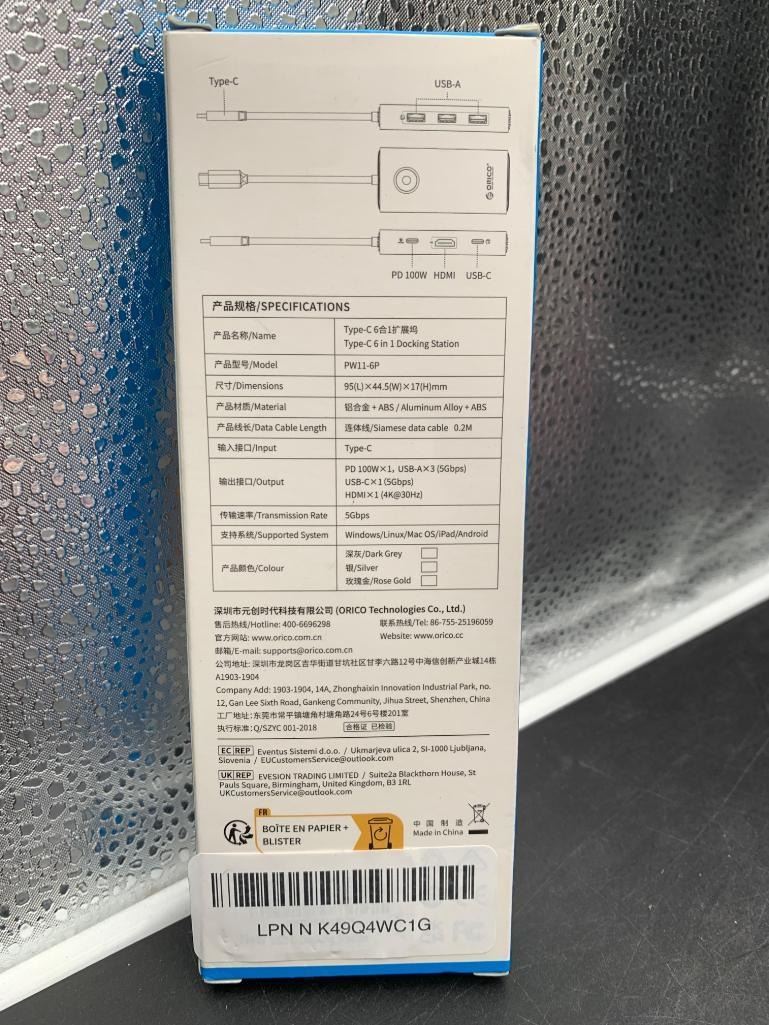 Type-C
USB-A
ORICO
PD 100W HDMI USB-C
产品规格/SPECIFICATIONS
产品名称/Name
Type-C 6合1扩展坞
Type-C 6 in 1 Docking Station
产品型号/Model PW11-6P
尺寸/Dimensions 95(L)×44.5(W)×17(H)mm
产品材质/Material 铝合金 + ABS / Aluminum Alloy + ABS
产品线长/Data Cable Length 连体线/Siamese data cable 0.2M
输入接口/Input Type-C
输出接口/Output
PD 100W×1，USB-A×3 (5Gbps)
USB-C×1 (5Gbps)
HDMI×1 (4K@30Hz)
传输速率/Transmission Rate 5Gbps
支持系统/Supported System Windows/Linux/Mac OS/iPad/Android
产品颜色/Colour
深灰/Dark Grey
银/Silver
玫瑰金/Rose Gold
深圳市元创时代科技有限公司 (ORICO Technologies Co., Ltd.)
售后热线/Hotline: 400-6696298 联系热线/Tel: 86-755-25196059
官方网站: www.orico.com.cn Website: www.orico.cc
邮箱/E-mail: supports@orico.com.cn
公司地址: 深圳市龙岗区吉华街道甘坑社区甘李六路12号中海信创新产业城14栋
A1903-1904
Company Add: 1903-1904, 14A, Zhonghaixin Innovation Industrial Park, no.
12, Gan Lee Sixth Road, Gankeng Community, Jihua Street, Shenzhen, China
工厂地址: 东莞市常平镇塘角村塘角路24号6号楼201室
执行标准: Q/SZYC 001-2018 合格证 已检验
EC REP Eventus Sistemi d.o.o. / Ukmarjeva ulica 2, SI-1000 Ljubljana,
Slovenia / EUCustomersService@outlook.com
UK REP EVESION TRADING LIMITED / Suite2a Blackthorn House, St
Pauls Square, Birmingham, United Kingdom, B3 1RL
UKCustomersService@outlook.com
FR
BOÎTE EN PAPIER +
BLISTER
中国制造
Made in China
LPN N K49Q4WC1G